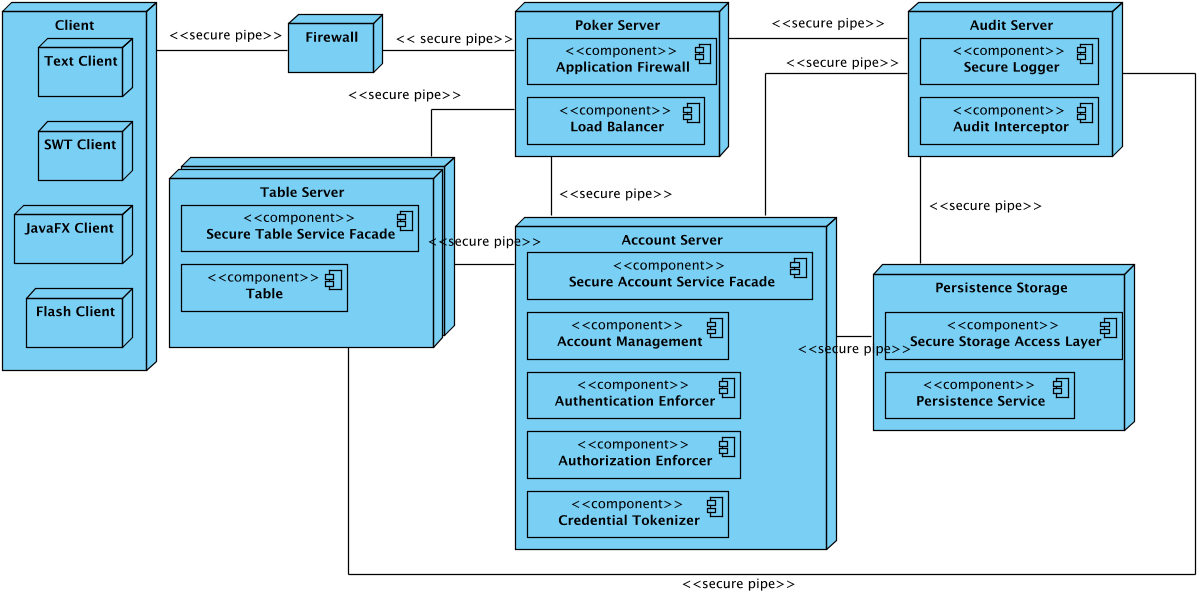 Client
Text Client
SWT Client
JavaFX Client
Flash Client
<<secure pipe>>
Firewall
<< secure pipe>>
Poker Server
<<component>>
Application Firewall
<<component>>
Load Balancer
<<secure pipe>>
<<secure pipe>>
Audit Server
<<component>>
Secure Logger
<<component>>
Audit Interceptor
<<secure pipe>>
<<secure pipe>>
<<secure pipe>>
Table Server
<<component>>
Secure Table Service Facade
<<component>>
Table
<<secure pipe>>
Account Server
<<component>>
Secure Account Service Facade
<<component>>
Account Management
<<component>>
Authentication Enforcer
<<component>>
Authorization Enforcer
<<component>>
Credential Tokenizer
<<secure pipe>>
Persistence Storage
<<component>>
Secure Storage Access Layer
<<component>>
Persistence Service
<<secure pipe>>